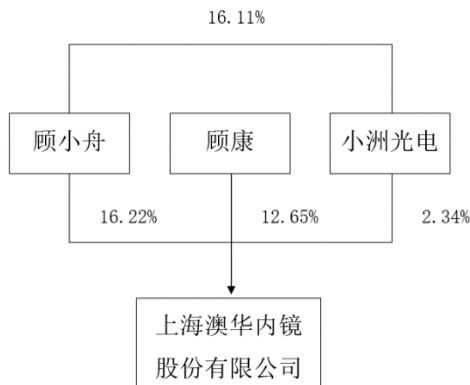 16.11%
顾小舟
顾康
小洲光电
16.22%
12.65%
2.34%
上海澳华内镜
股份有限公司